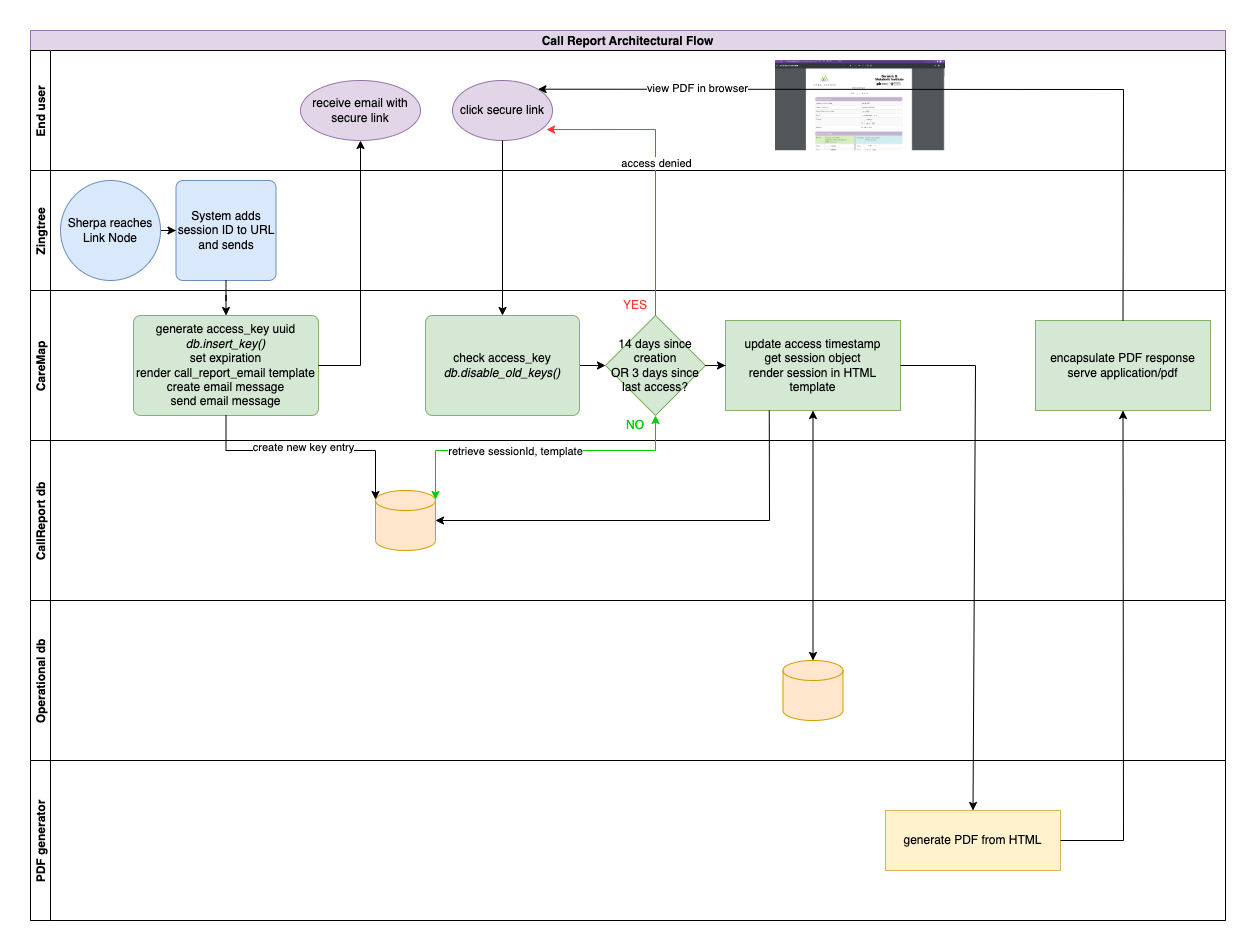 Call Report Architectural Flow
End user
receive email with
secure link
click secure link
view PDF in browser
access denied
Zingtree
Sherpa reaches
Link Node
System adds
session ID to URL
and sends
CareMap
generate access_key uuid
db.insert_key()
set expiration
render call_report_email template
create email message
send email message
check access_key
db.disable_old_keys()
YES
14 days since
creation
OR 3 days since
last access?
NO
update access timestamp
get session object
render session in HTML
template
encapsulate PDF response
serve application/pdf
CallReport db
create new key entry
retrieve sessionId, template
Operational db
PDF generator
generate PDF from HTML